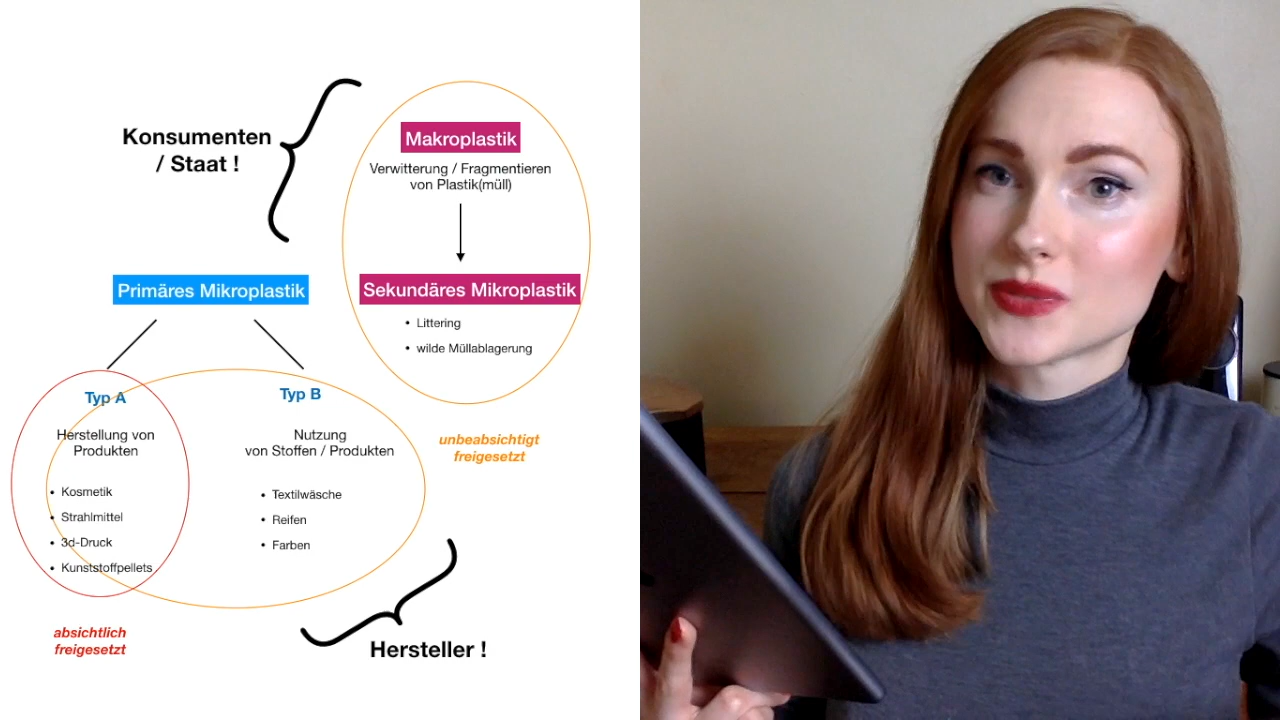 Konsumenten
/ Staat !
Makroplastik
Verwitterung / Fragmentieren
von Plastik(müll)
Primäres Mikroplastik
Sekundäres Mikroplastik
• Littering
• wilde Müllablagerung
Typ A
Herstellung von
Produkten
• Kosmetik
• Strahlmittel
• 3d-Druck
• Kunststoffpellets
Typ B
Nutzung
von Stoffen / Produkten
• Textilwäsche
• Reifen
• Farben
unbeabsichtigt
freigesetzt
absichtlich
freigesetzt
Hersteller !